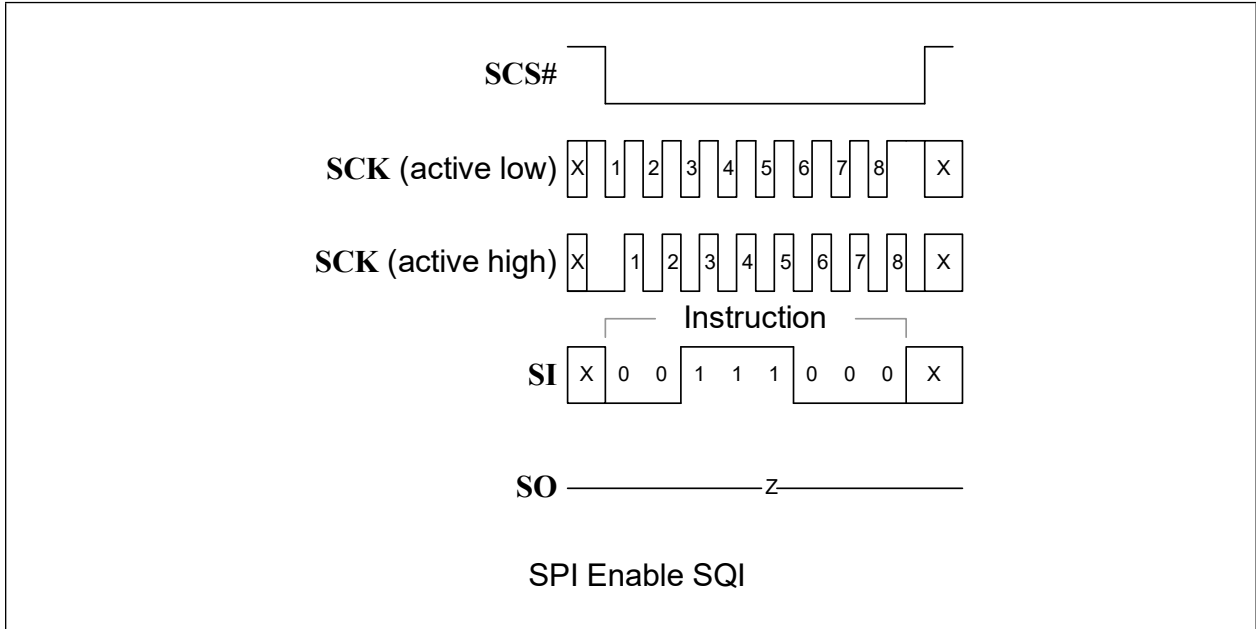 SCS#
SCK (active low) X 1 2 3 4 5 6 7 8 X
SCK (active high) X 1 2 3 4 5 6 7 8 X
Instruction
SI X 0 0 1 1 1 0 0 0 X
SO Z
SPI Enable SQI